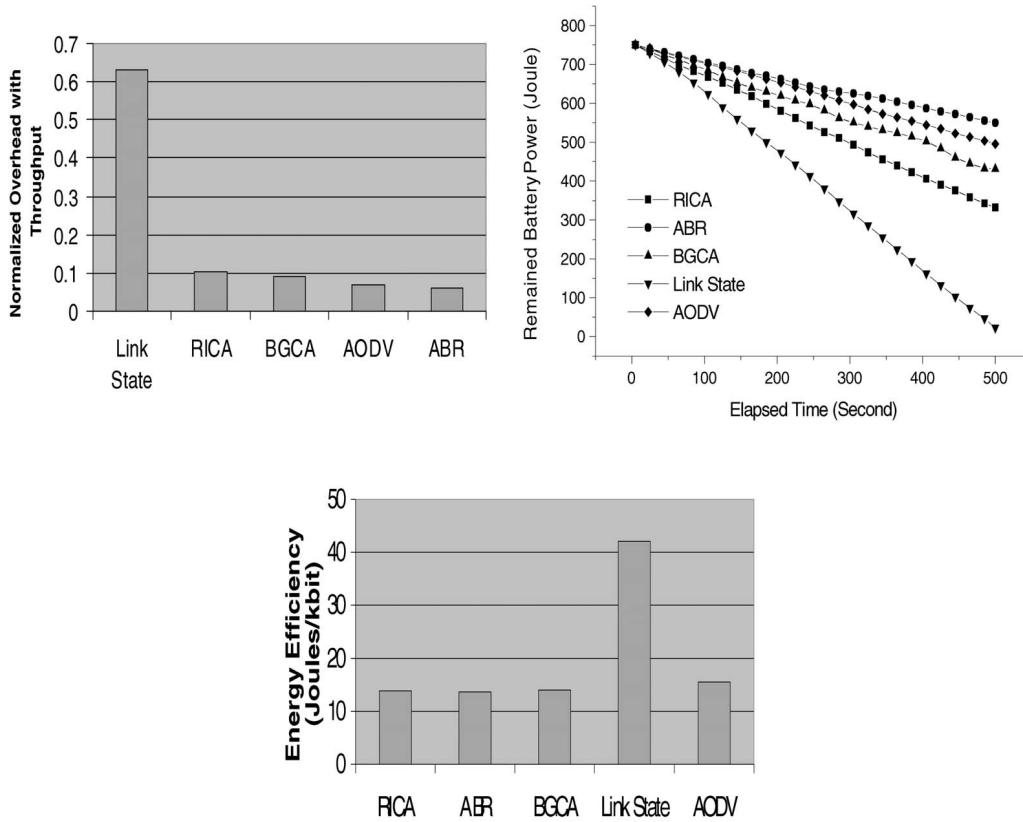 Normalized Overhead with
Throughput
0.7
0.6
0.5
0.4
0.3
0.2
0.1
0
Link
State
RICA
BGCA
AODV
ABR
Remained Battery Power (Joule)
800
700
600
500
400
300
200
100
0
RICA
ABR
BGCA
Link State
AODV
0
100
200
300
400
500
Elapsed Time (Second)
Energy Efficiency
(Joules/kbit)
50
40
30
20
10
0
RICA
ABR
BGCA
Link State
AODV